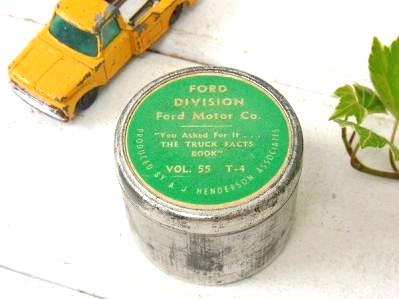 FORD
DIVISION
Ford Motor Co.
"You Asked For It . . .
THE TRUCK FACTS
BOOK"
VOL. 55 T-4
PRODUCED BY A. J. HENDERSON ASSOCIATES